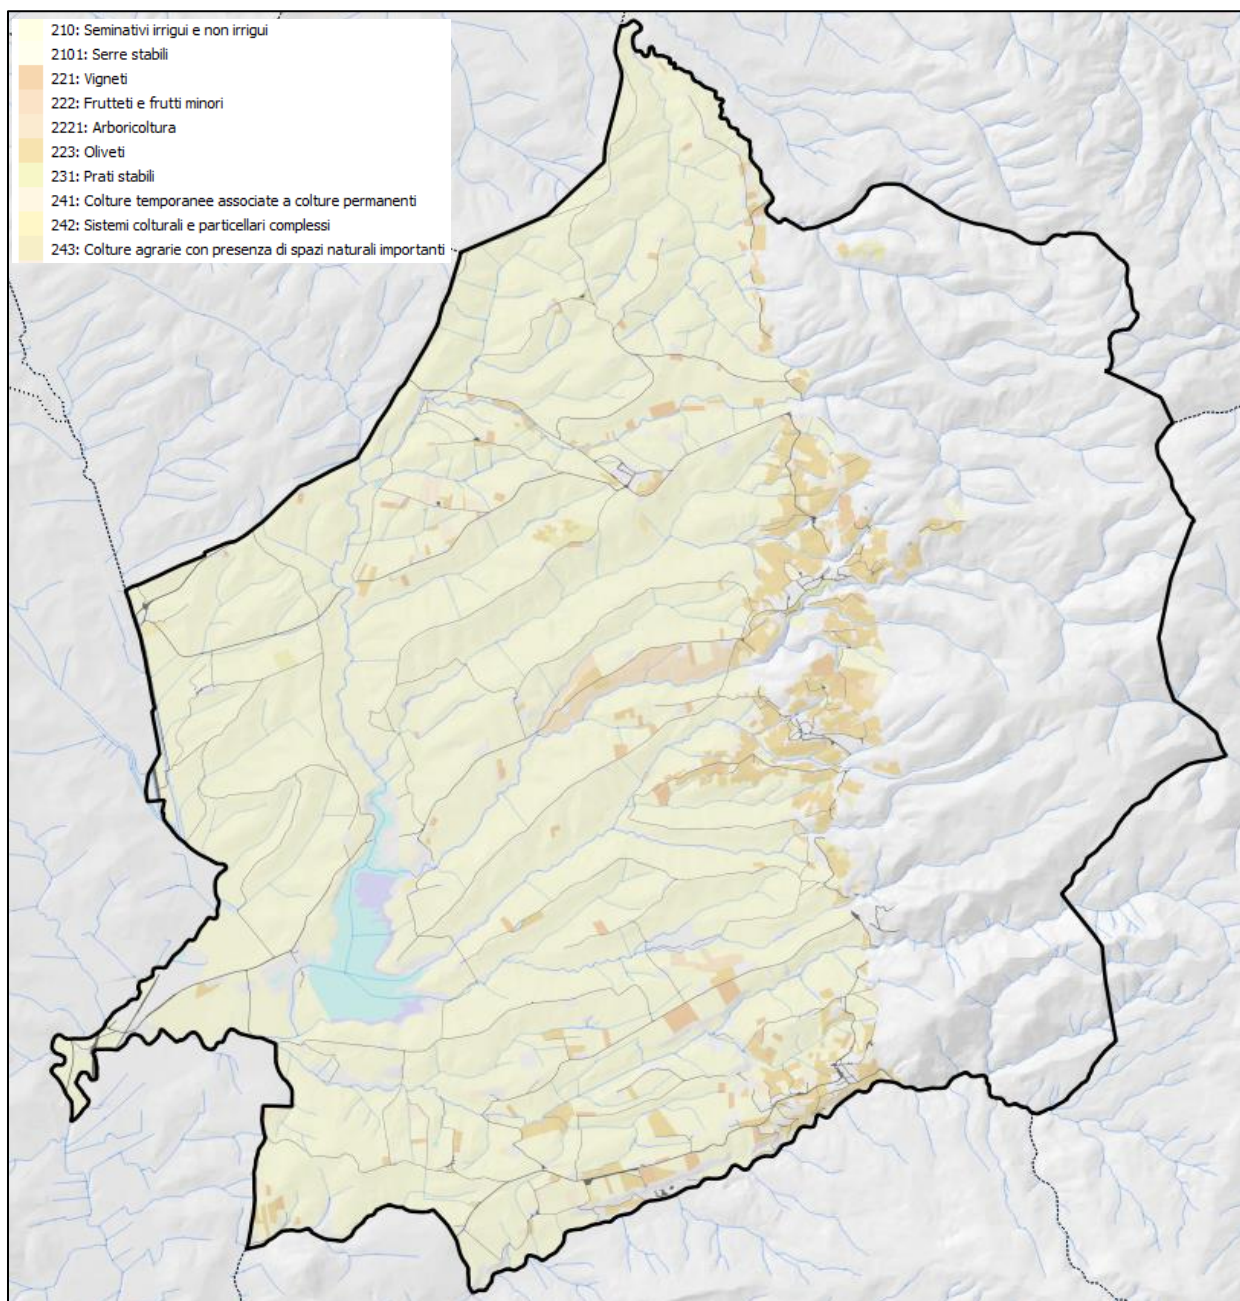 210: Seminativi irrigui e non irrigui
2101: Serre stabili
221: Vigneti
222: Frutteti e frutti minori
2221: Arboricoltura
223: Oliveti
231: Prati stabili
241: Colture temporanee associate a colture permanenti
242: Sistemi colturali e particellari complessi
243: Colture agrarie con presenza di spazi naturali importanti